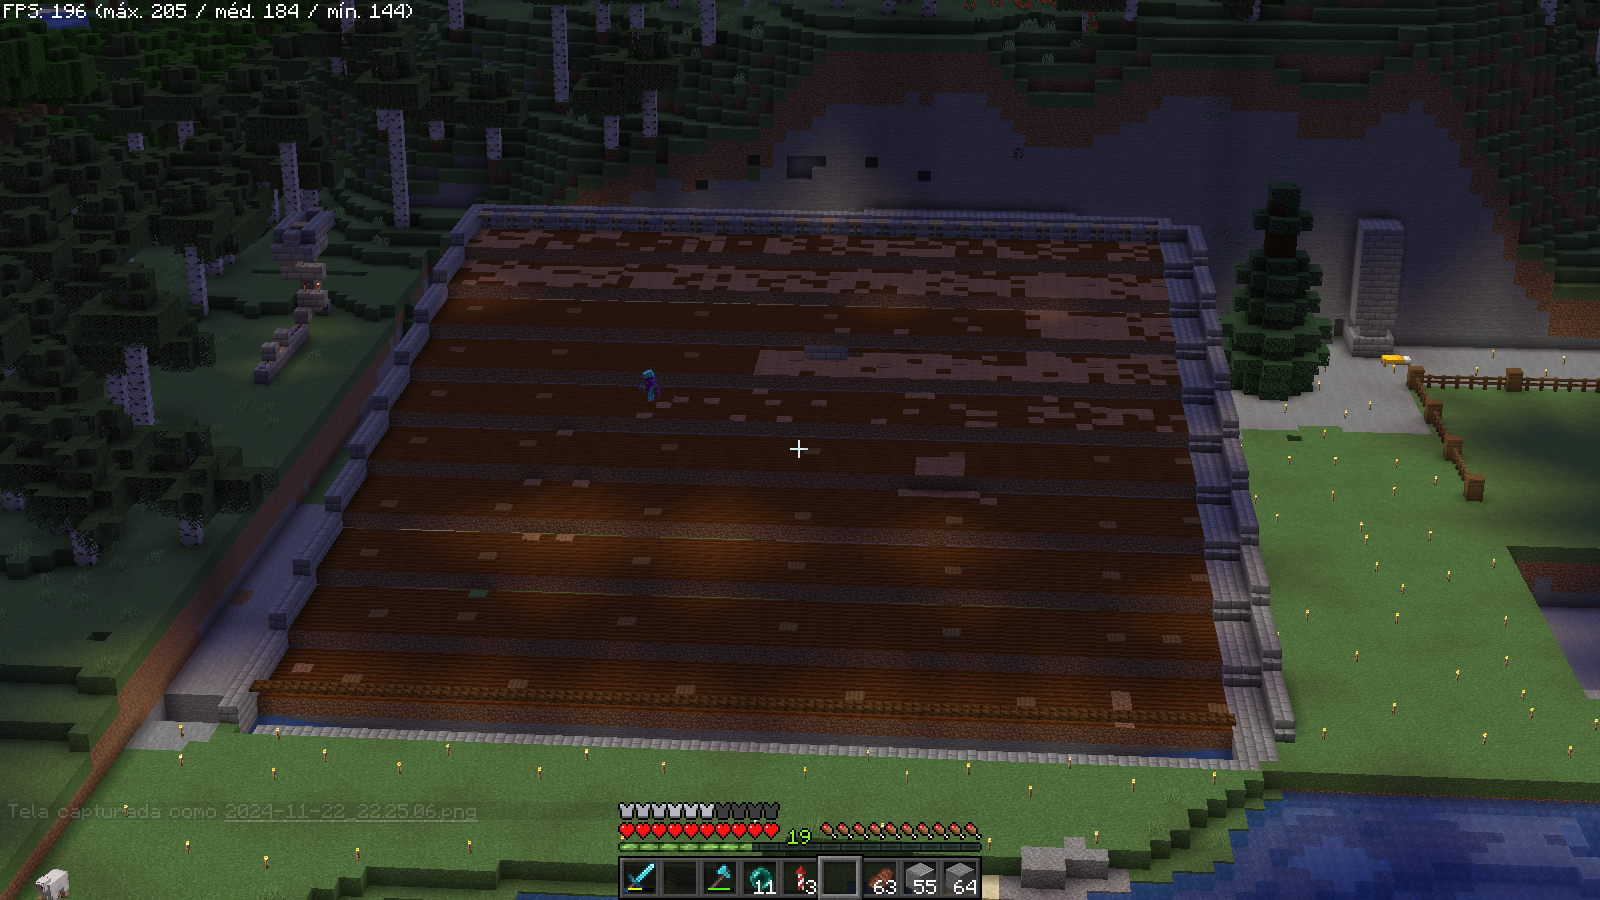 FPS: 196 (máx. 205 / méd. 184 / mín. 144)
Tela capturada como 2024-11-22_22.25.06.png
19
11 3 63 55 64